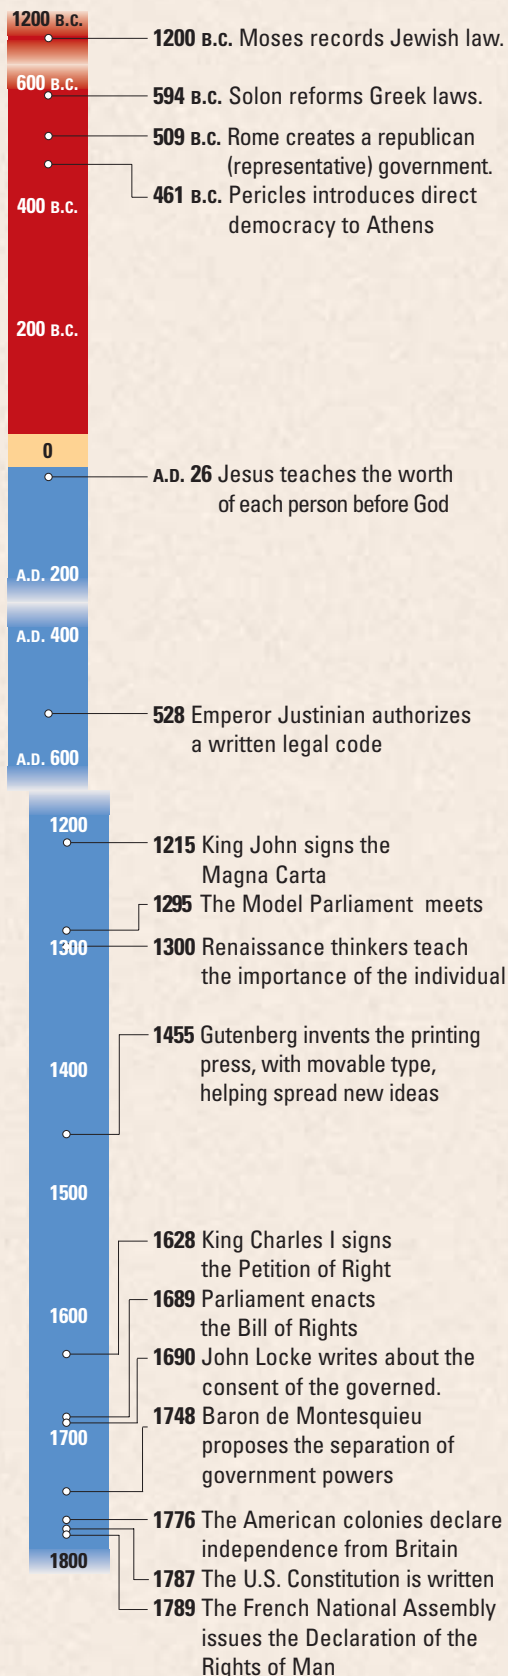 1200 B.C.
1200 B.C. Moses records Jewish law.
600 B.C.
594 B.C. Solon reforms Greek laws.
509 B.C. Rome creates a republican
(representative) government.
461 B.C. Pericles introduces direct
democracy to Athens
400 B.C.
200 B.C.
0
A.D. 26 Jesus teaches the worth
of each person before God
A.D. 200
A.D. 400
528 Emperor Justinian authorizes
a written legal code
A.D. 600
1200
1215 King John signs the
Magna Carta
1295 The Model Parliament meets
1300
1300 Renaissance thinkers teach
the importance of the individual
1455 Gutenberg invents the printing
press, with movable type,
helping spread new ideas
1400
1500
1628 King Charles I signs
the Petition of Right
1600
1689 Parliament enacts
the Bill of Rights
1690 John Locke writes about the
consent of the governed.
1700
1748 Baron de Montesquieu
proposes the separation of
government powers
1776 The American colonies declare
independence from Britain
1800
1787 The U.S. Constitution is written
1789 The French National Assembly
issues the Declaration of the
Rights of Man